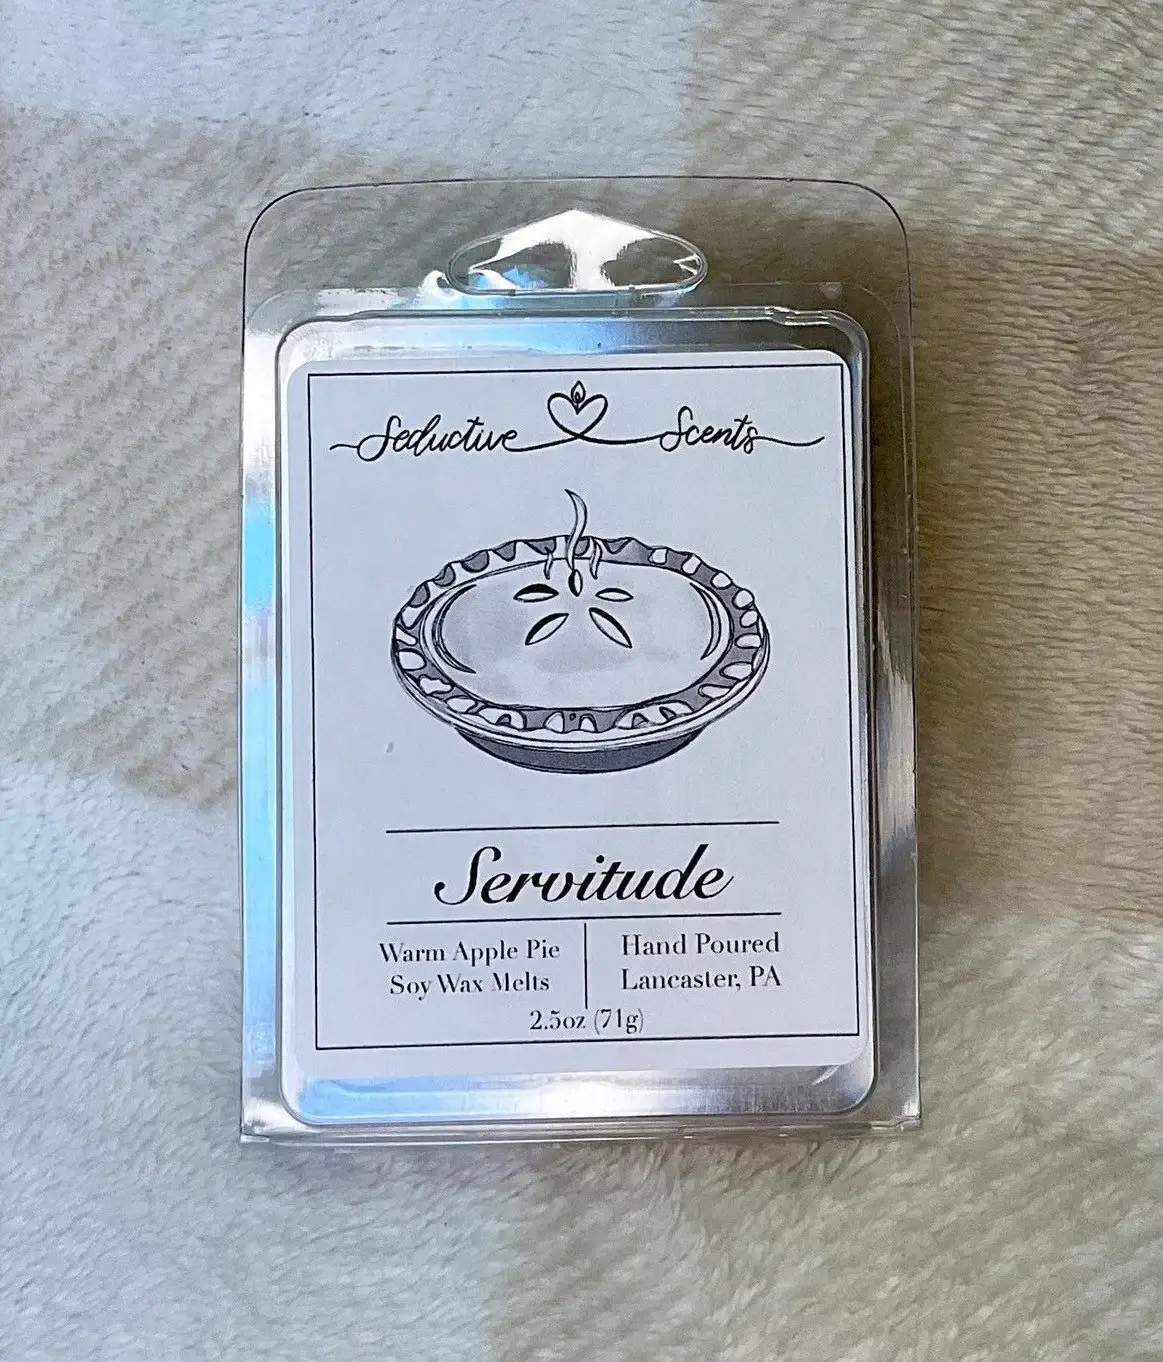 Seductive Scents
Servitude
Warm Apple Pie
Soy Wax Melts
Hand Poured
Lancaster, PA
2.5oz (71g)